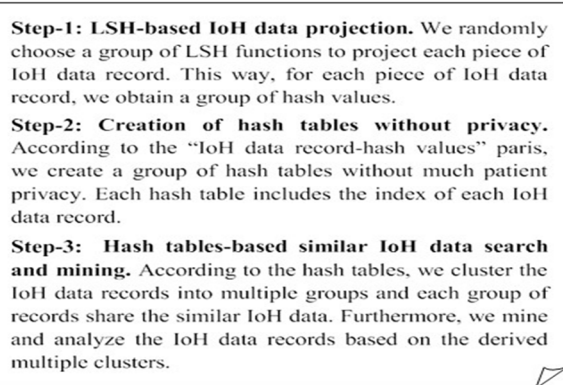 Step-1: LSH-based IoH data projection. We randomly
choose a group of LSH functions to project each piece of
IoH data record. This way, for each piece of IoH data
record, we obtain a group of hash values.
Step-2: Creation of hash tables without privacy.
According to the “IoH data record-hash values” paris,
we create a group of hash tables without much patient
privacy. Each hash table includes the index of each IoH
data record.
Step-3: Hash tables-based similar IoH data search
and mining. According to the hash tables, we cluster the
IoH data records into multiple groups and each group of
records share the similar IoH data. Furthermore, we mine
and analyze the IoH data records based on the derived
multiple clusters.